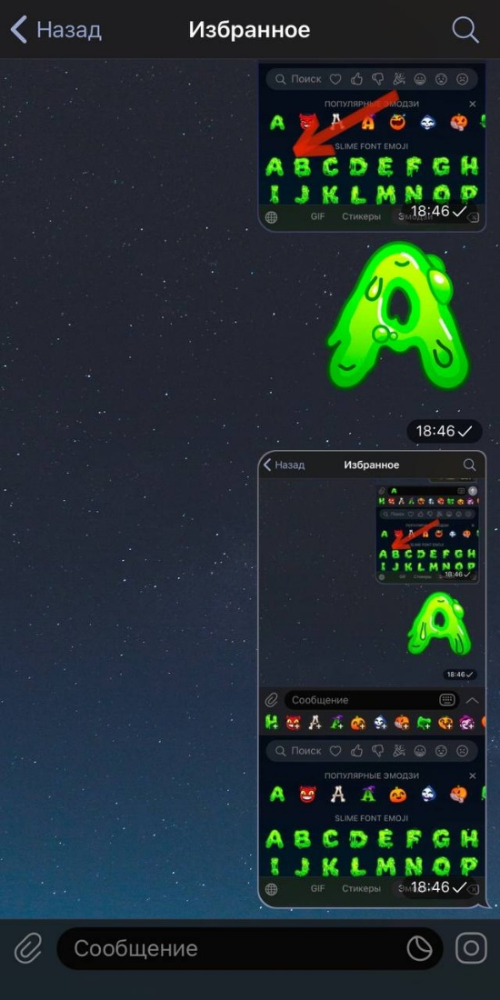 Назад
Избранное
Поиск
ПОПУЛЯРНЫЕ ЭМОДЗИ
A
SLIME FONT EMOJI
A B C D E F G H
I J K L M N O P
GIF Стикеры Эмодзи
18:46
A
18:46
Назад Избранное
A
Поиск
A
SLIME FONT EMOJI
A B C D E F G H
I J K L M N O P
GIF Стикеры
18:46
A
18:46
Сообщение
H A
Поиск
ПОПУЛЯРНЫЕ ЭМОДЗИ
A A A
SLIME FONT EMOJI
A B C D E F G H
I J K L M N O P
GIF Стикеры Эмодзи
18:46
Сообщение